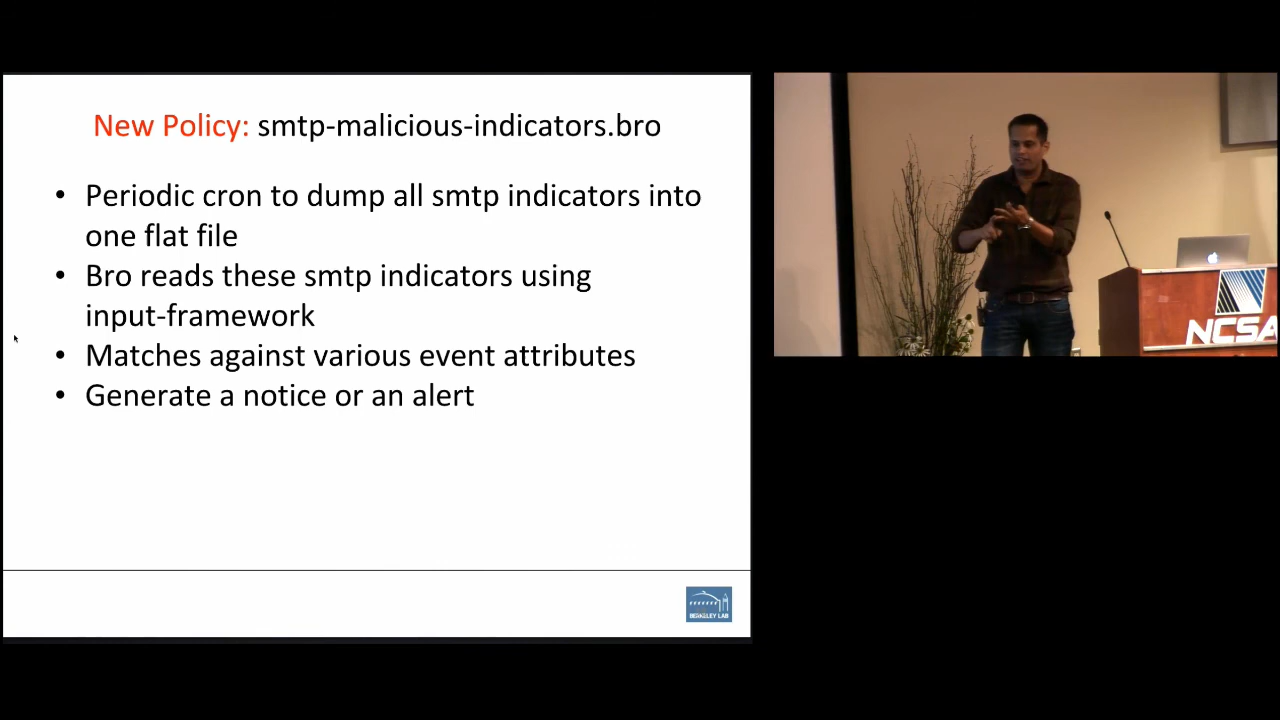 New Policy: smtp-malicious-indicators.bro
• Periodic cron to dump all smtp indicators into
one flat file
• Bro reads these smtp indicators using
input-framework
• Matches against various event attributes
• Generate a notice or an alert
BERKELEY LAB
NCSA